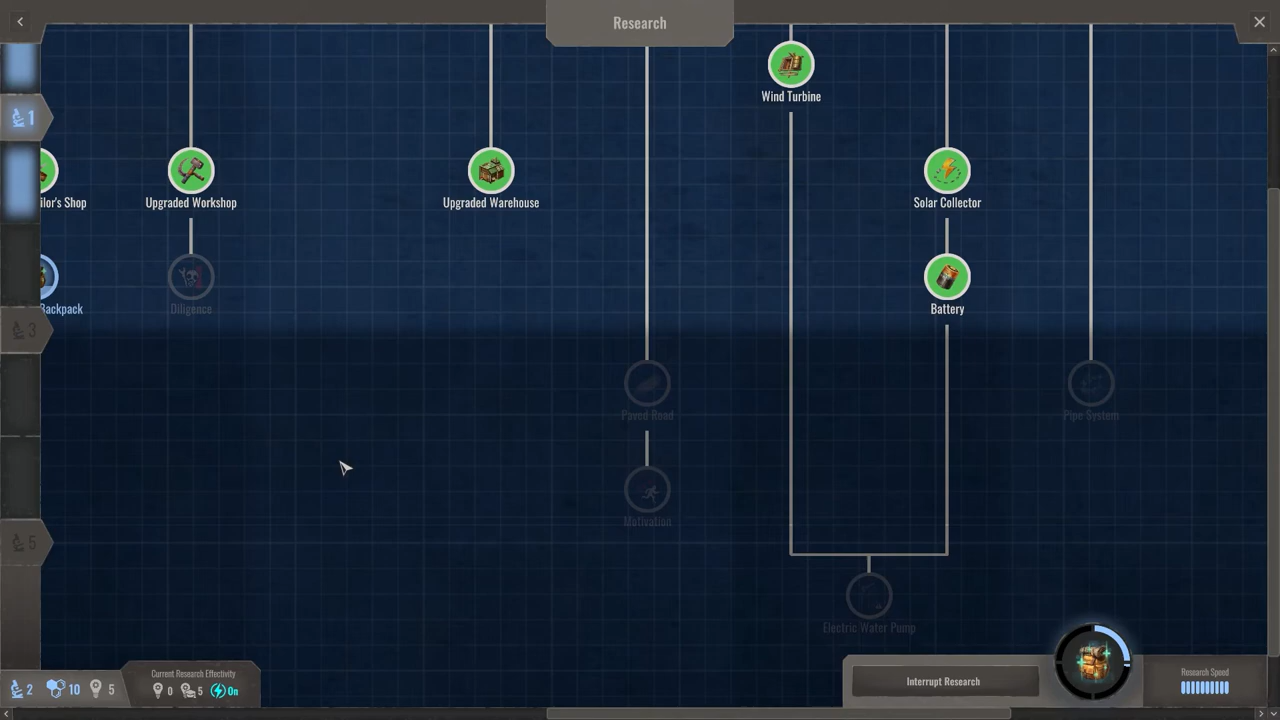 Research
1
Wind Turbine
ilor's Shop
Upgraded Workshop
Upgraded Warehouse
Solar Collector
Backpack
Diligence
Battery
3
Paved Road
Pipe System
Motivation
5
Electric Water Pump
Current Research Effectivity
2 10 5
0 5 On
Interrupt Research
Research Speed